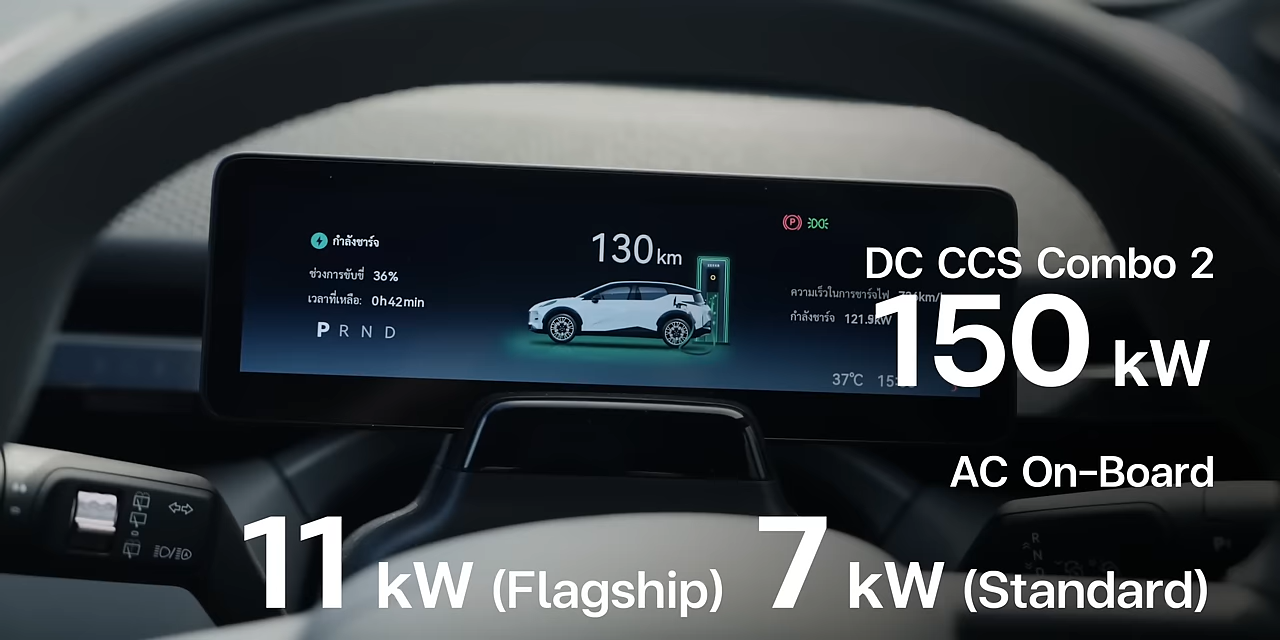 กำลังชาร์จ
ช่วงการขับขี่ 36%
เวลาที่เหลือ: 0h42min
P R N D
130 km
P
ความเร็วในการชาร์จไฟ
กำลังชาร์จ 121.9kW
37℃
DC CCS Combo 2
150 kW
AC On-Board
11 kW (Flagship) 7 kW (Standard)
R
N